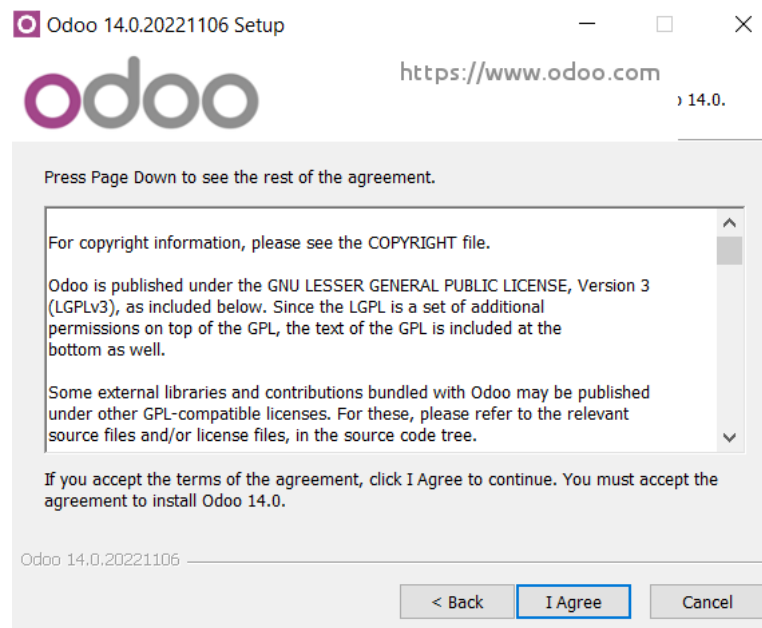 Odoo 14.0.20221106 Setup
odoo
https://www.odoo.com
14.0.
Press Page Down to see the rest of the agreement.
For copyright information, please see the COPYRIGHT file.
Odoo is published under the GNU LESSER GENERAL PUBLIC LICENSE, Version 3
(LGPLv3), as included below. Since the LGPL is a set of additional
permissions on top of the GPL, the text of the GPL is included at the
bottom as well.
Some external libraries and contributions bundled with Odoo may be published
under other GPL-compatible licenses. For these, please refer to the relevant
source files and/or license files, in the source code tree.
If you accept the terms of the agreement, click I Agree to continue. You must accept the
agreement to install Odoo 14.0.
Odoo 14.0.20221106
< Back I Agree Cancel